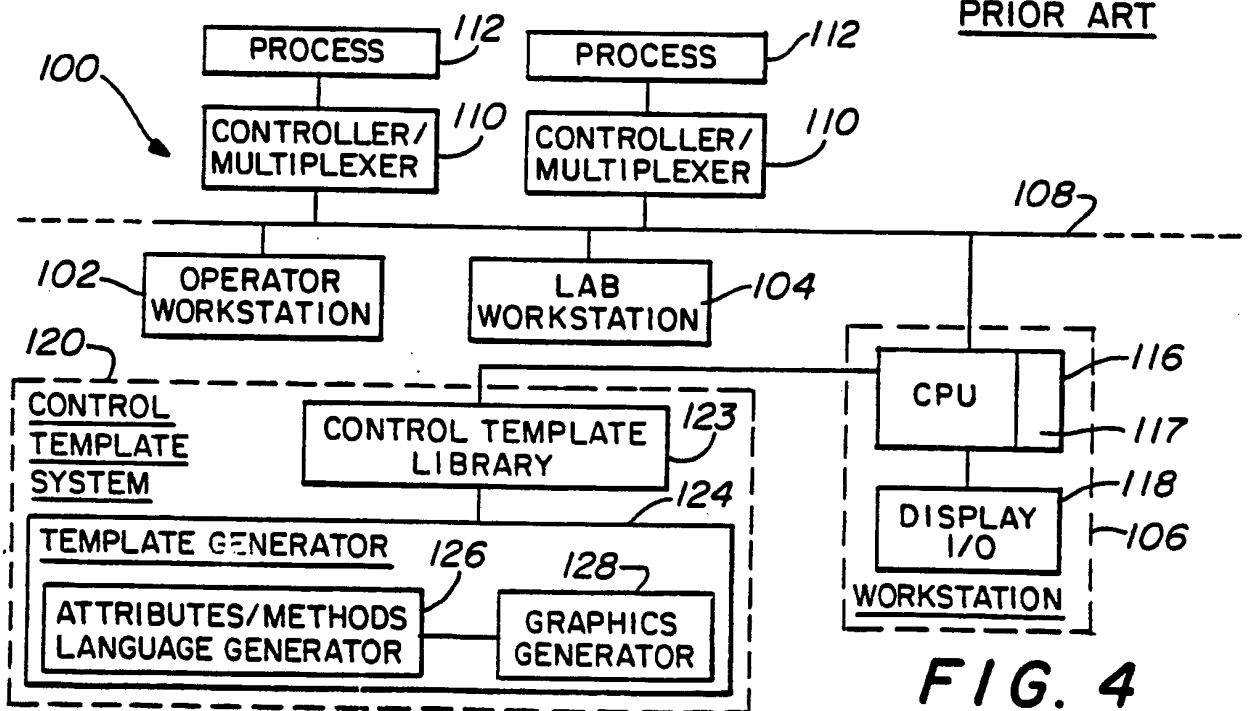 PRIOR ART
112
PROCESS
112
PROCESS
100
110
CONTROLLER/
MULTIPLEXER
110
CONTROLLER/
MULTIPLEXER
108
102
OPERATOR
WORKSTATION
LAB
WORKSTATION
104
120
CONTROL
TEMPLATE
SYSTEM
CONTROL TEMPLATE
LIBRARY
123
CPU
116
117
124
118
DISPLAY
I/O
106
WORKSTATION
TEMPLATE GENERATOR
126
128
ATTRIBUTES/METHODS
LANGUAGE GENERATOR
GRAPHICS
GENERATOR
FIG. 4